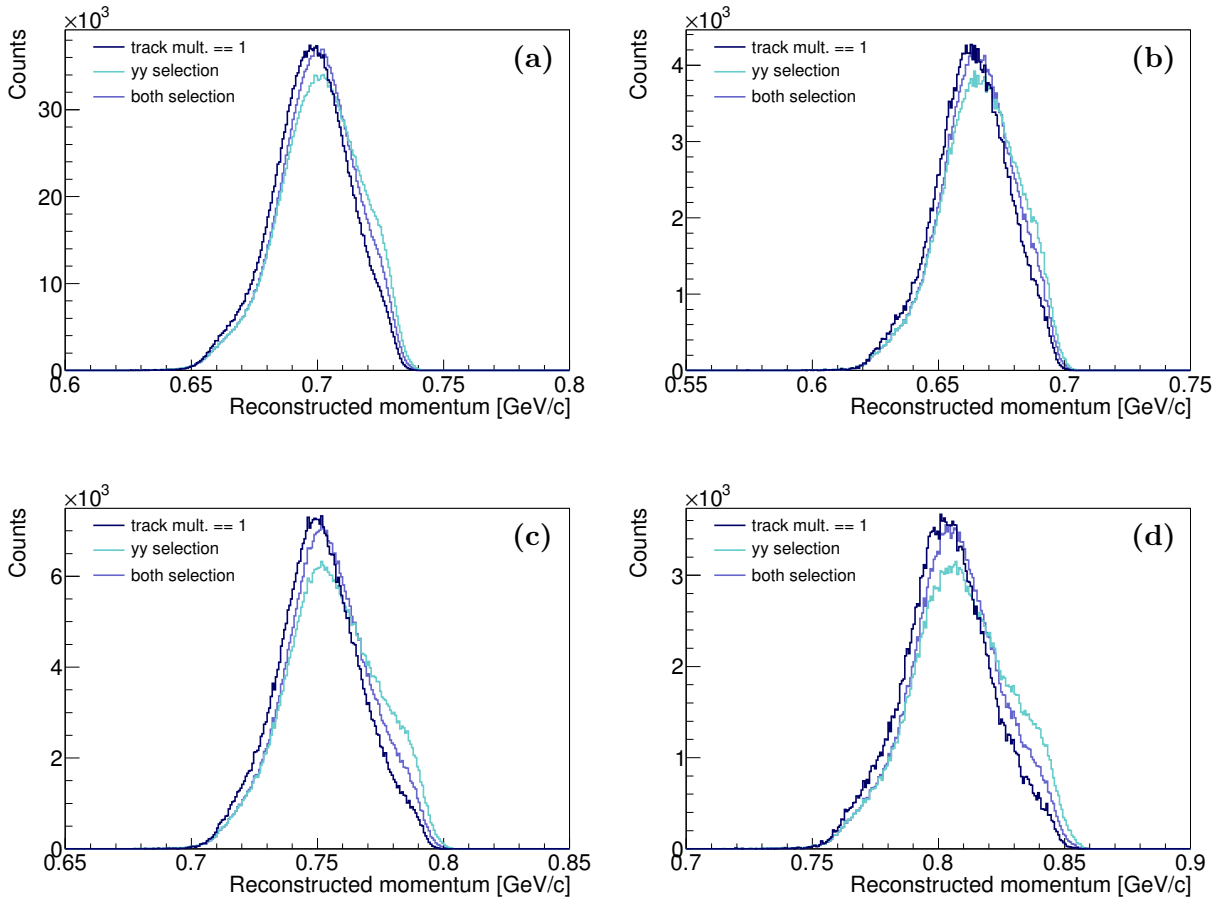 ×10³
Counts
track mult. == 1
yy selection
both selection
(a)
30
20
10
0
0.6 0.65 0.7 0.75 0.8
Reconstructed momentum [GeV/c]
×10³
Counts
track mult. == 1
yy selection
both selection
(b)
4
3
2
1
0
0.55 0.6 0.65 0.7 0.75
Reconstructed momentum [GeV/c]
×10³
Counts
track mult. == 1
yy selection
both selection
(c)
6
4
2
0
0.65 0.7 0.75 0.8 0.85
Reconstructed momentum [GeV/c]
×10³
Counts
track mult. == 1
yy selection
both selection
(d)
3
2
1
0
0.7 0.75 0.8 0.85 0.9
Reconstructed momentum [GeV/c]